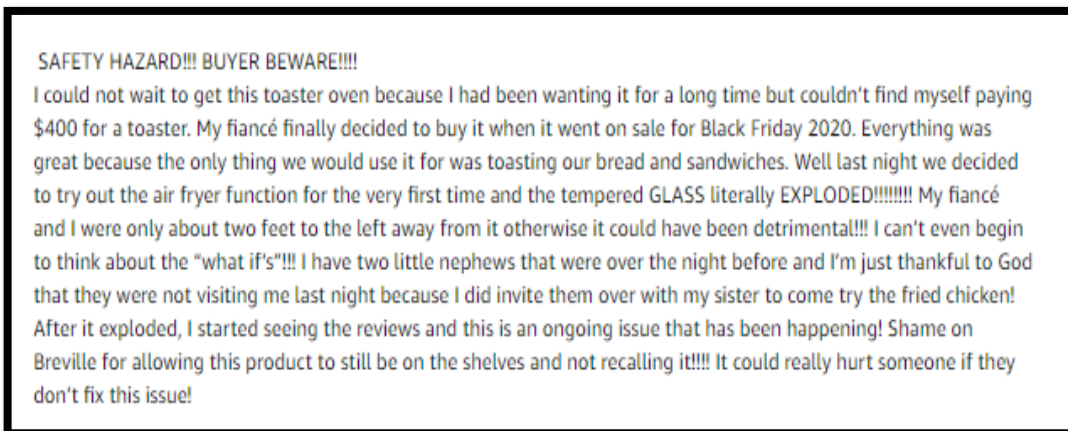 SAFETY HAZARD!!! BUYER BEWARE!!!!
I could not wait to get this toaster oven because I had been wanting it for a long time but couldn't find myself paying
$400 for a toaster. My fiancé finally decided to buy it when it went on sale for Black Friday 2020. Everything was
great because the only thing we would use it for was toasting our bread and sandwiches. Well last night we decided
to try out the air fryer function for the very first time and the tempered GLASS literally EXPLODED!!!!!!!! My fiancé
and I were only about two feet to the left away from it otherwise it could have been detrimental!!! I can't even begin
to think about the “what if's”!!! I have two little nephews that were over the night before and I'm just thankful to God
that they were not visiting me last night because I did invite them over with my sister to come try the fried chicken!
After it exploded, I started seeing the reviews and this is an ongoing issue that has been happening! Shame on
Breville for allowing this product to still be on the shelves and not recalling it!!!! It could really hurt someone if they
don't fix this issue!